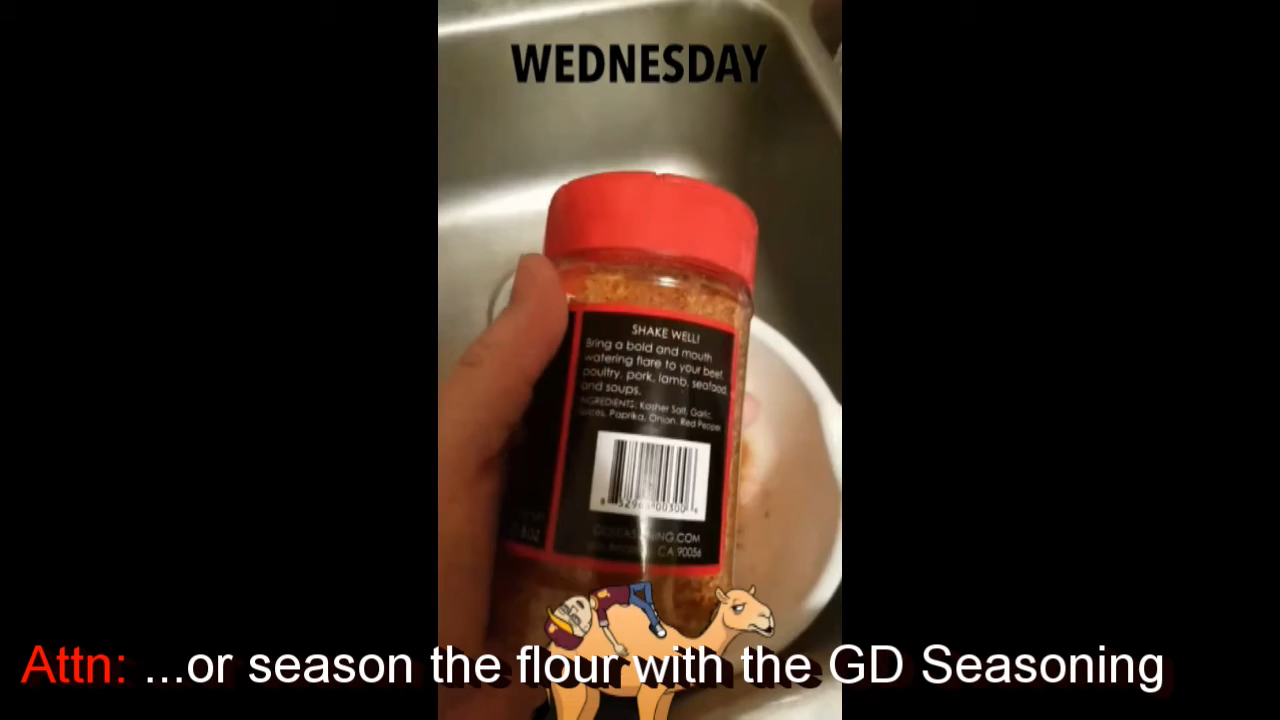 WEDNESDAY
SHAKE WELL!
Bring a bold and mouth
watering flare to your beef,
poultry, pork, lamb, seafood,
and soups.
INGREDIENTS: Kosher Salt, Garlic,
Spices, Paprika, Onion, Red Pepper
CA 90056
Attn: ...or season the flour with the GD Seasoning